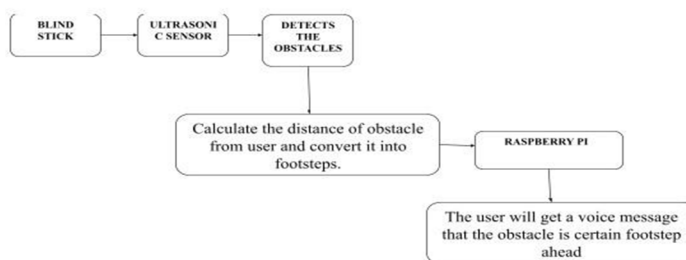 BLIND
STICK
ULTRASONI
C SENSOR
DETECTS
THE
OBSTACLES
Calculate the distance of obstacle
from user and convert it into
footsteps.
RASPBERRY PI
The user will get a voice message
that the obstacle is certain footstep
ahead